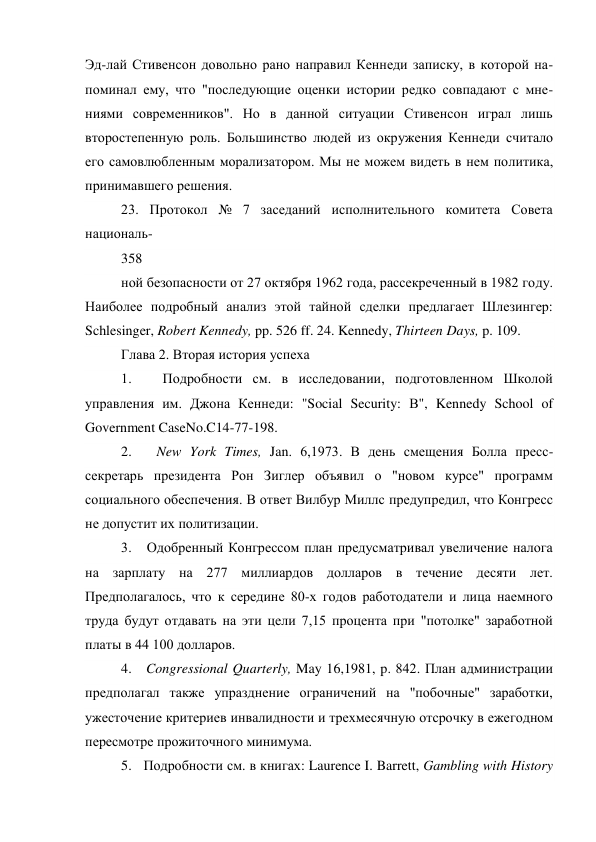 Эд-лай Стивенсон довольно рано направил Кеннеди записку, в которой на-
поминал ему, что "последующие оценки истории редко совпадают с мне-
ниями современников". Но в данной ситуации Стивенсон играл лишь
второстепенную роль. Большинство людей из окружения Кеннеди считало
его самовлюбленным морализатором. Мы не можем видеть в нем политика,
принимавшего решения.
23. Протокол № 7 заседаний исполнительного комитета Совета
националь-
358
ной безопасности от 27 октября 1962 года, рассекреченный в 1982 году.
Наиболее подробный анализ этой тайной сделки предлагает Шлезингер:
Schlesinger, Robert Kennedy, pp. 526 ff. 24. Kennedy, Thirteen Days, p. 109.
Глава 2. Вторая история успеха
1. Подробности см. в исследовании, подготовленном Школой
управления им. Джона Кеннеди: "Social Security: B", Kennedy School of
Government CaseNo.C14-77-198.
2. New York Times, Jan. 6,1973. В день смещения Болла пресс-
секретарь президента Рон Зиглер объявил о "новом курсе" программ
социального обеспечения. В ответ Вилбур Миллс предупредил, что Конгресс
не допустит их политизации.
3. Одобренный Конгрессом план предусматривал увеличение налога
на зарплату на 277 миллиардов долларов в течение десяти лет.
Предполагалось, что к середине 80-х годов работодатели и лица наемного
труда будут отдавать на эти цели 7,15 процента при "потолке" заработной
платы в 44 100 долларов.
4. Congressional Quarterly, May 16,1981, p. 842. План администрации
предполагал также упразднение ограничений на "побочные" заработки,
ужесточение критериев инвалидности и трехмесячную отсрочку в ежегодном
пересмотре прожиточного минимума.
5. Подробности см. в книгах: Laurence I. Barrett, Gambling with History